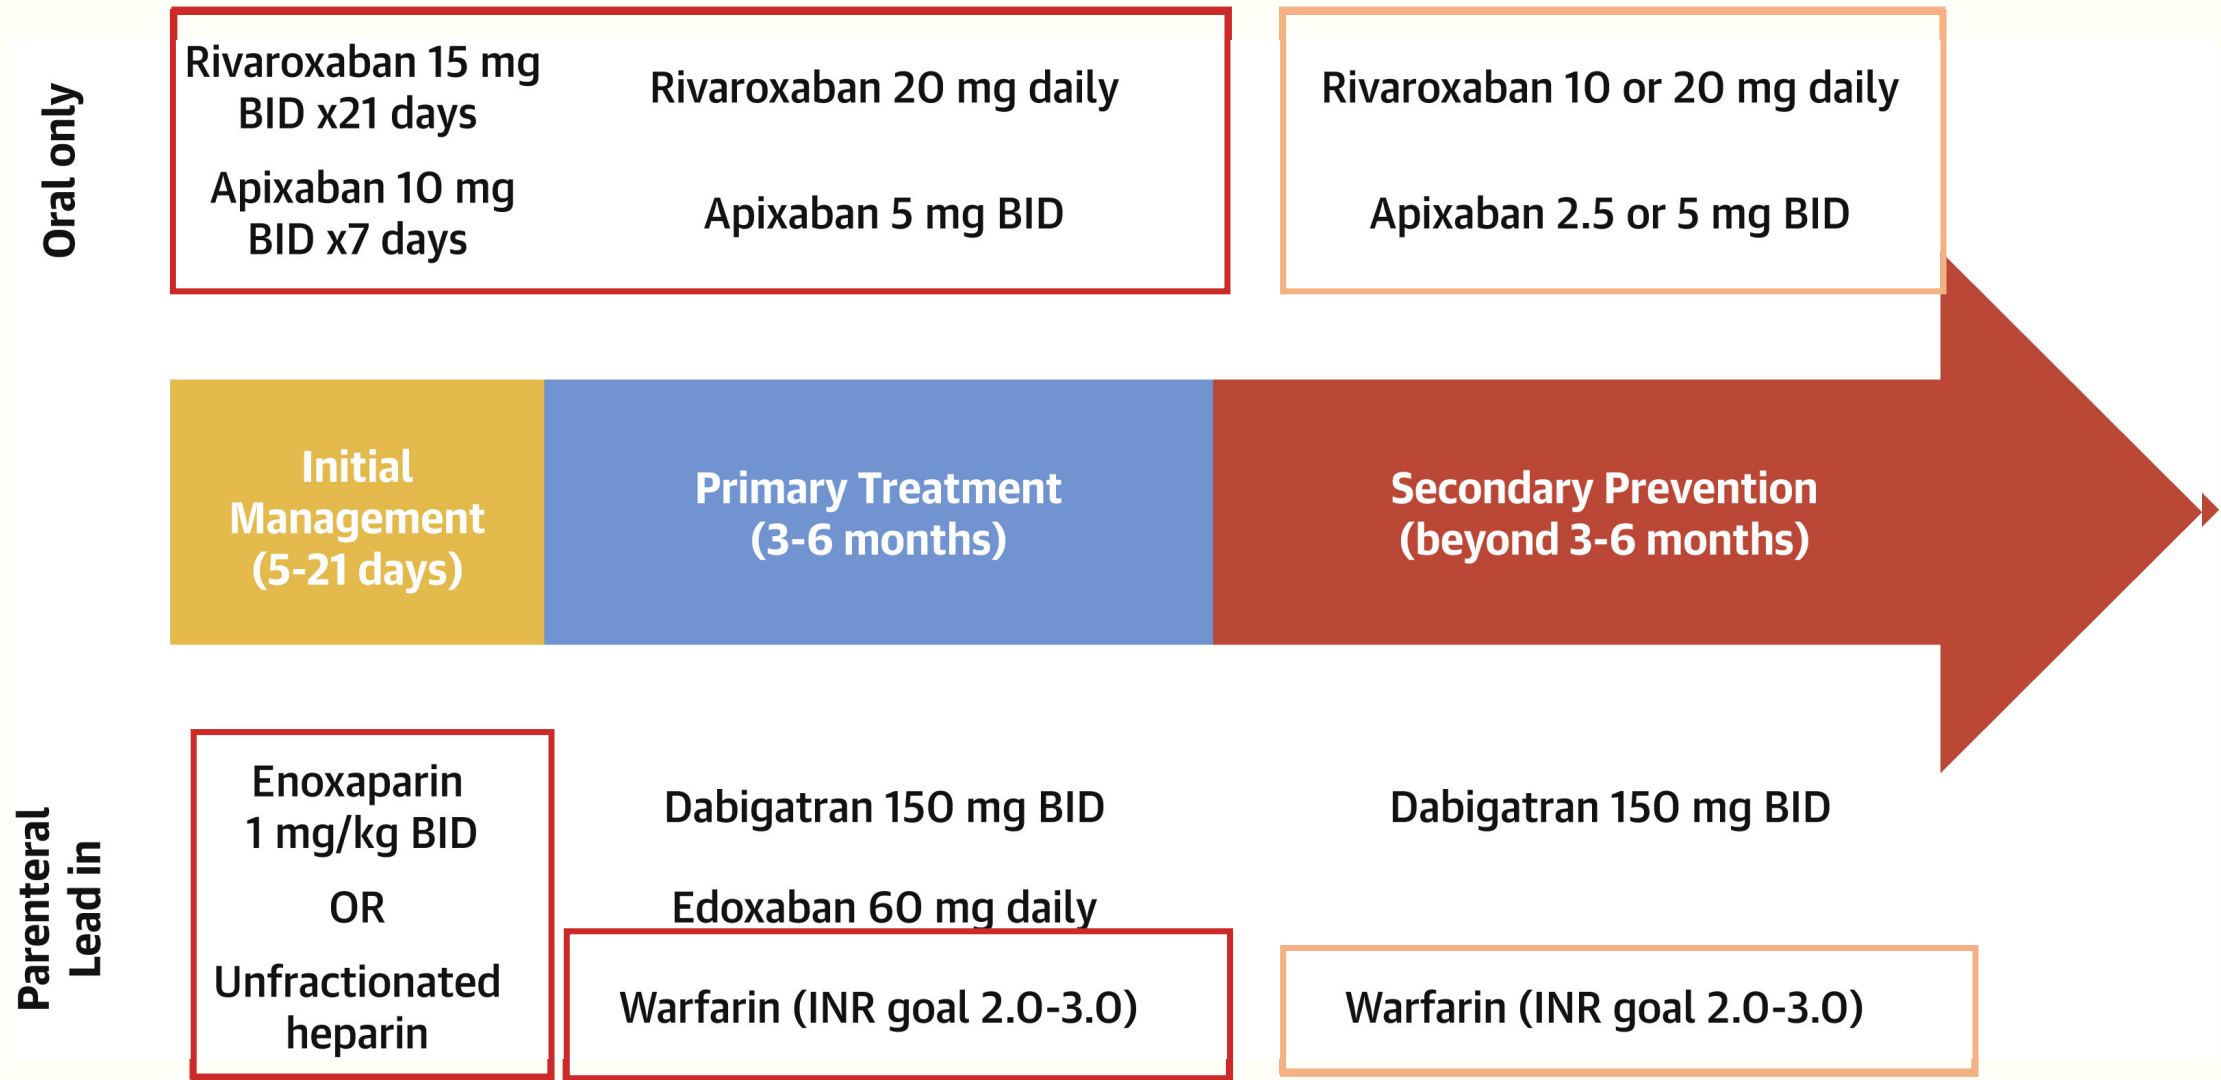 Oral only
Rivaroxaban 15 mg
BID x21 days
Rivaroxaban 20 mg daily
Rivaroxaban 10 or 20 mg daily
Apixaban 10 mg
BID x7 days
Apixaban 5 mg BID
Apixaban 2.5 or 5 mg BID
Initial
Management
(5-21 days)
Primary Treatment
(3-6 months)
Secondary Prevention
(beyond 3-6 months)
Parenteral
Lead in
Enoxaparin
1 mg/kg BID
OR
Unfractionated
heparin
Dabigatran 150 mg BID
Edoxaban 60 mg daily
Warfarin (INR goal 2.0-3.0)
Dabigatran 150 mg BID
Warfarin (INR goal 2.0-3.0)